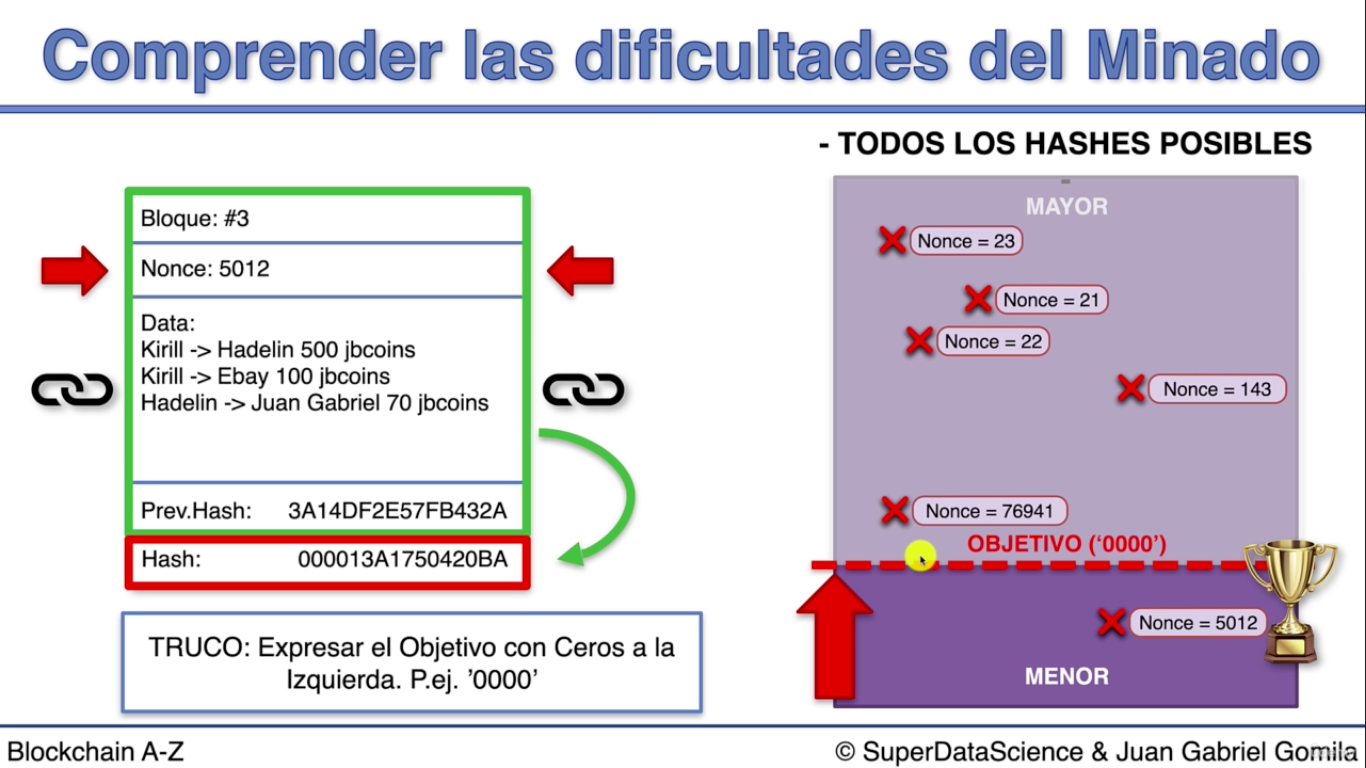 Comprender las dificultades del Minado
- TODOS LOS HASHES POSIBLES
Bloque: #3
Nonce: 5012
Data:
Kirill -> Hadelin 500 jbcoins
Kirill -> Ebay 100 jbcoins
Hadelin -> Juan Gabriel 70 jbcoins
Prev.Hash: 3A14DF2E57FB432A
Hash: 000013A1750420BA
TRUCO: Expresar el Objetivo con Ceros a la
Izquierda. P.ej. ’0000’
MAYOR
Nonce = 23
Nonce = 21
Nonce = 22
Nonce = 143
Nonce = 76941
OBJETIVO (‘0000’)
Nonce = 5012
MENOR
Blockchain A-Z
© SuperDataScience & Juan Gabriel Gomila